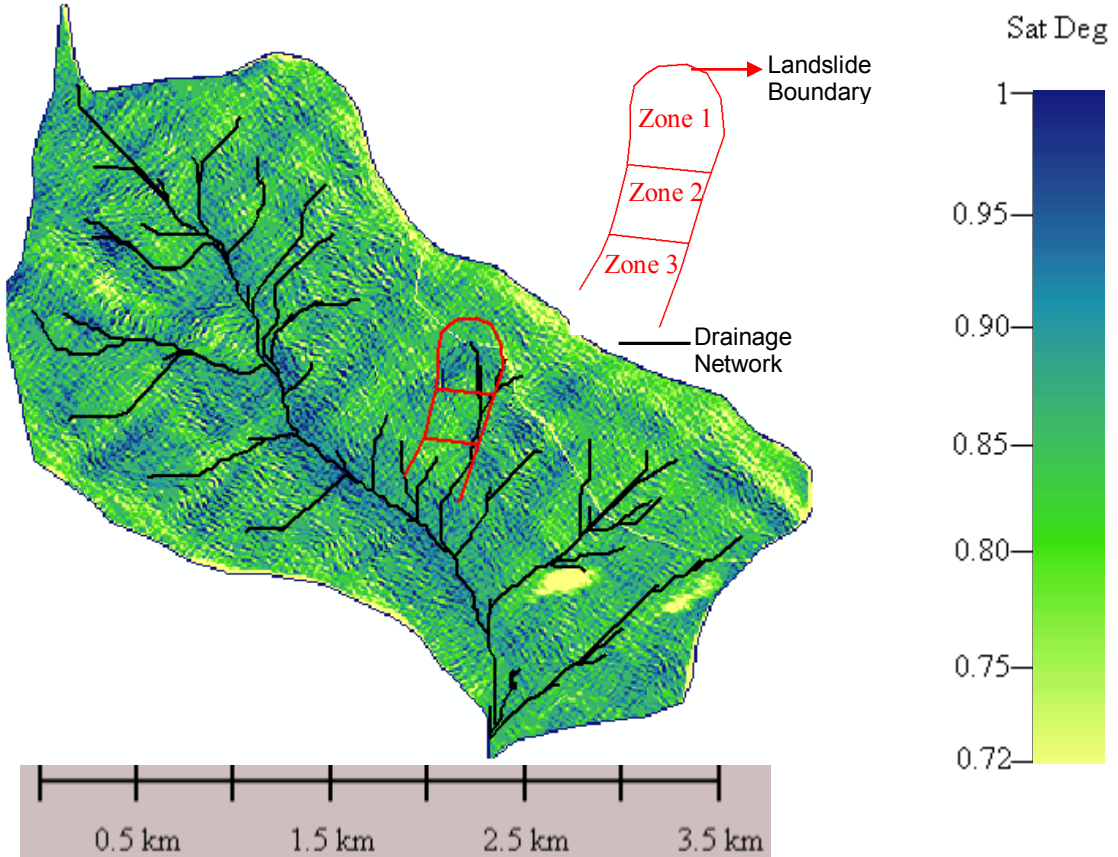 Sat Deg
Landslide
Boundary
Zone 1
Zone 2
Zone 3
Drainage
Network
1
0.95
0.90
0.85
0.80
0.75
0.72
0.5 km
1.5 km
2.5 km
3.5 km